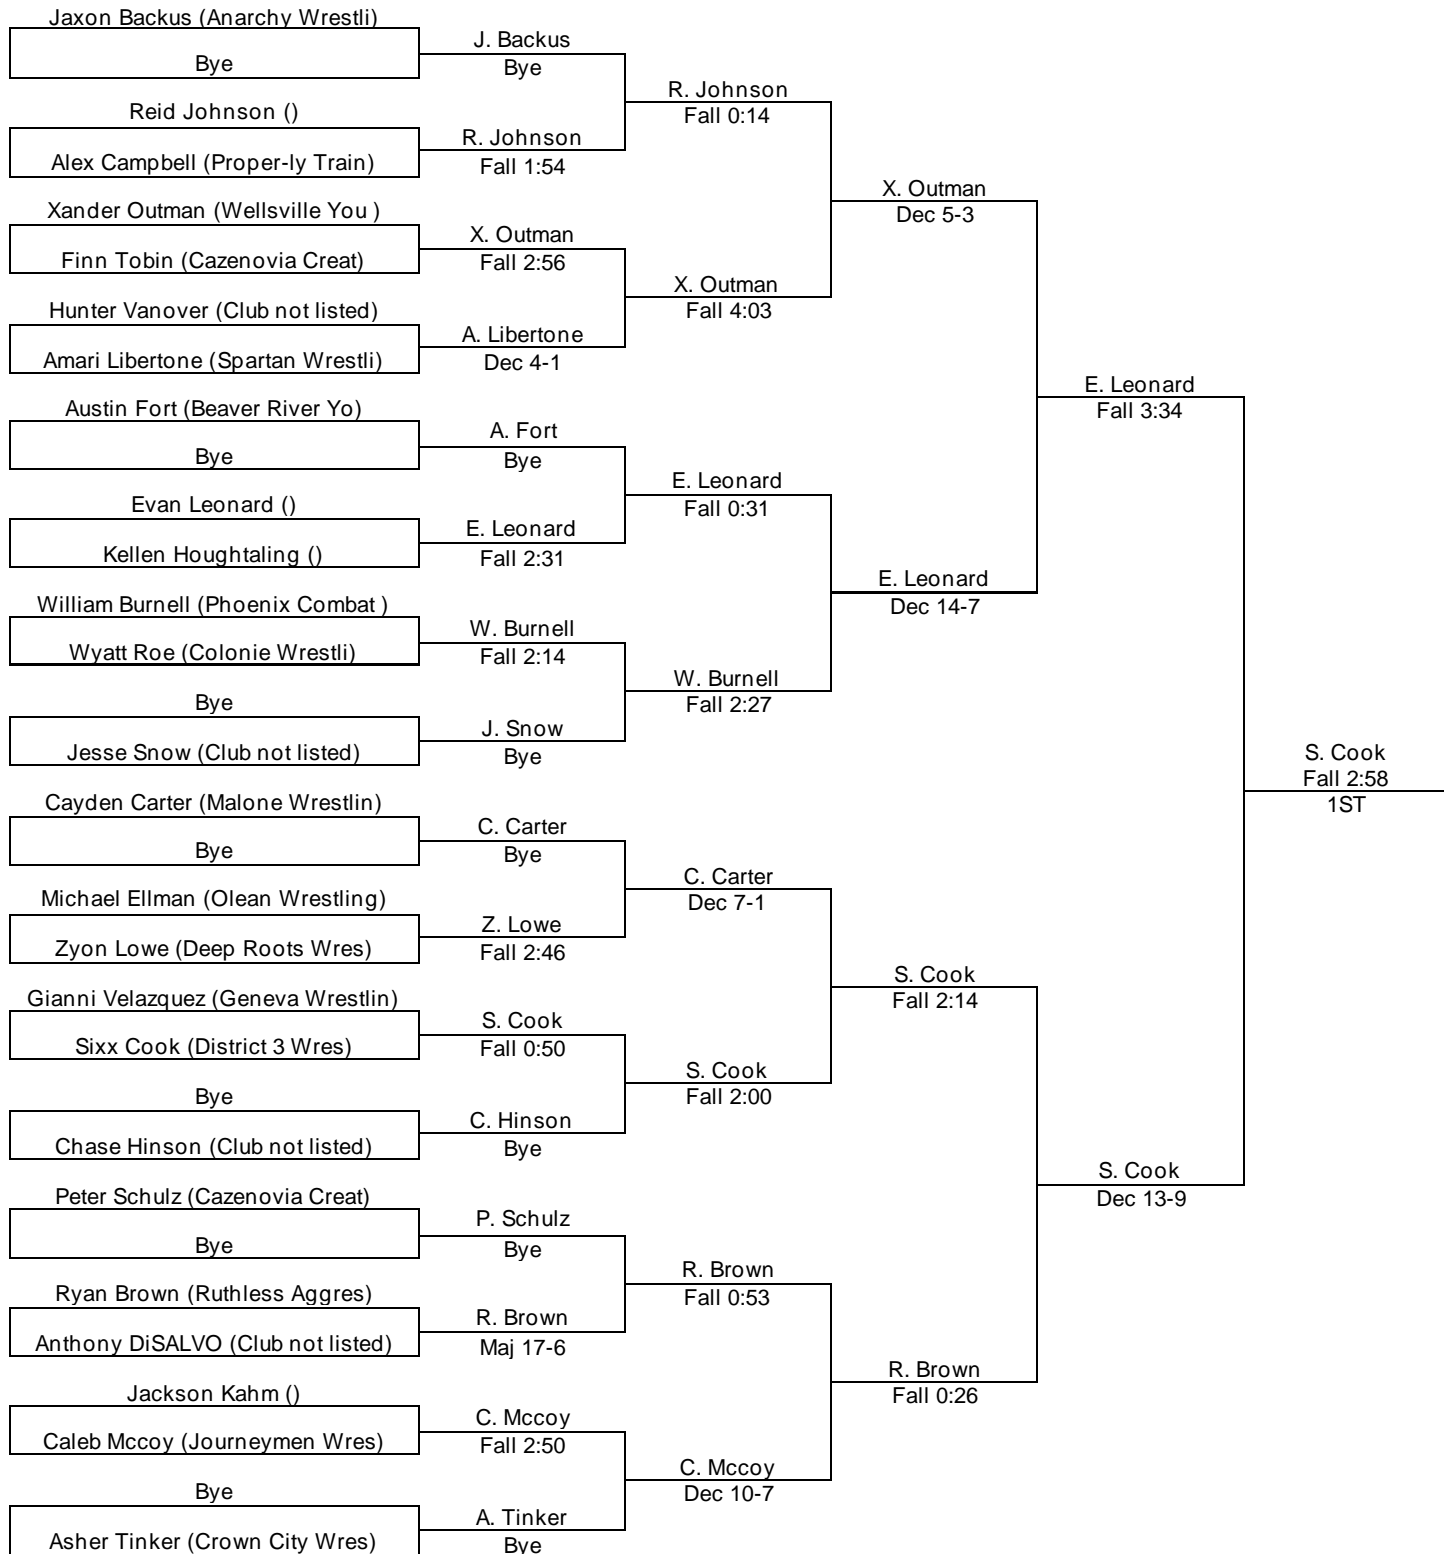 Jaxon Backus (Anarchy Wrestli)
Bye
Reid Johnson ()
Alex Campbell (Proper-ly Train)
Xander Outman (Wellsville You )
Finn Tobin (Cazenovia Creat)
Hunter Vanover (Club not listed)
Amari Libertone (Spartan Wrestli)
Austin Fort (Beaver River Yo)
Bye
Evan Leonard ()
Kellen Houghtaling ()
William Burnell (Phoenix Combat )
Wyatt Roe (Colonie Wrestli)
Bye
Jesse Snow (Club not listed)
Cayden Carter (Malone Wrestlin)
Bye
Michael Ellman (Olean Wrestling)
Zyon Lowe (Deep Roots Wres)
Gianni Velazquez (Geneva Wrestlin)
Sixx Cook (District 3 Wres)
Bye
Chase Hinson (Club not listed)
Peter Schulz (Cazenovia Creat)
Bye
Ryan Brown (Ruthless Aggres)
Anthony DiSALVO (Club not listed)
Jackson Kahm ()
Caleb Mccoy (Journeymen Wres)
Bye
Asher Tinker (Crown City Wres)
J. Backus
Bye
R. Johnson
Fall 1:54
X. Outman
Fall 2:56
A. Libertone
Dec 4-1
A. Fort
Bye
E. Leonard
Fall 2:31
W. Burnell
Fall 2:14
J. Snow
Bye
C. Carter
Bye
Z. Lowe
Fall 2:46
S. Cook
Fall 0:50
C. Hinson
Bye
P. Schulz
Bye
R. Brown
Maj 17-6
C. Mccoy
Fall 2:50
A. Tinker
Bye
R. Johnson
Fall 0:14
X. Outman
Fall 4:03
E. Leonard
Fall 0:31
W. Burnell
Fall 2:27
C. Carter
Dec 7-1
S. Cook
Fall 2:00
R. Brown
Fall 0:53
C. Mccoy
Dec 10-7
X. Outman
Dec 5-3
E. Leonard
Dec 14-7
S. Cook
Fall 2:14
R. Brown
Fall 0:26
E. Leonard
Fall 3:34
S. Cook
Dec 13-9
S. Cook
Fall 2:58
1ST